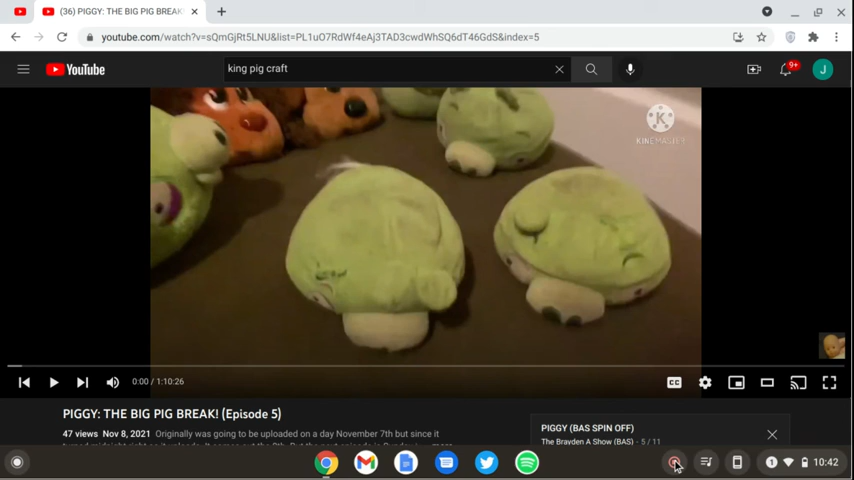 (36) PIGGY: THE BIG PIG BREAK!
youtube.com/watch?v=sQmGjRt5LNU&list=PL1uO7RdWf4eAj3TAD3cwdWhSQ6dT46GdS&index=5
YouTube
king pig craft
9+
J
K
KINEMASTER
0:00 / 1:10:26
CC
PIGGY: THE BIG PIG BREAK! (Episode 5)
47 views Nov 8, 2021 Originally was going to be uploaded on a day November 7th but since it
PIGGY (BAS SPIN OFF)
The Brayden A Show (BAS) - 5 / 11
1
10:42